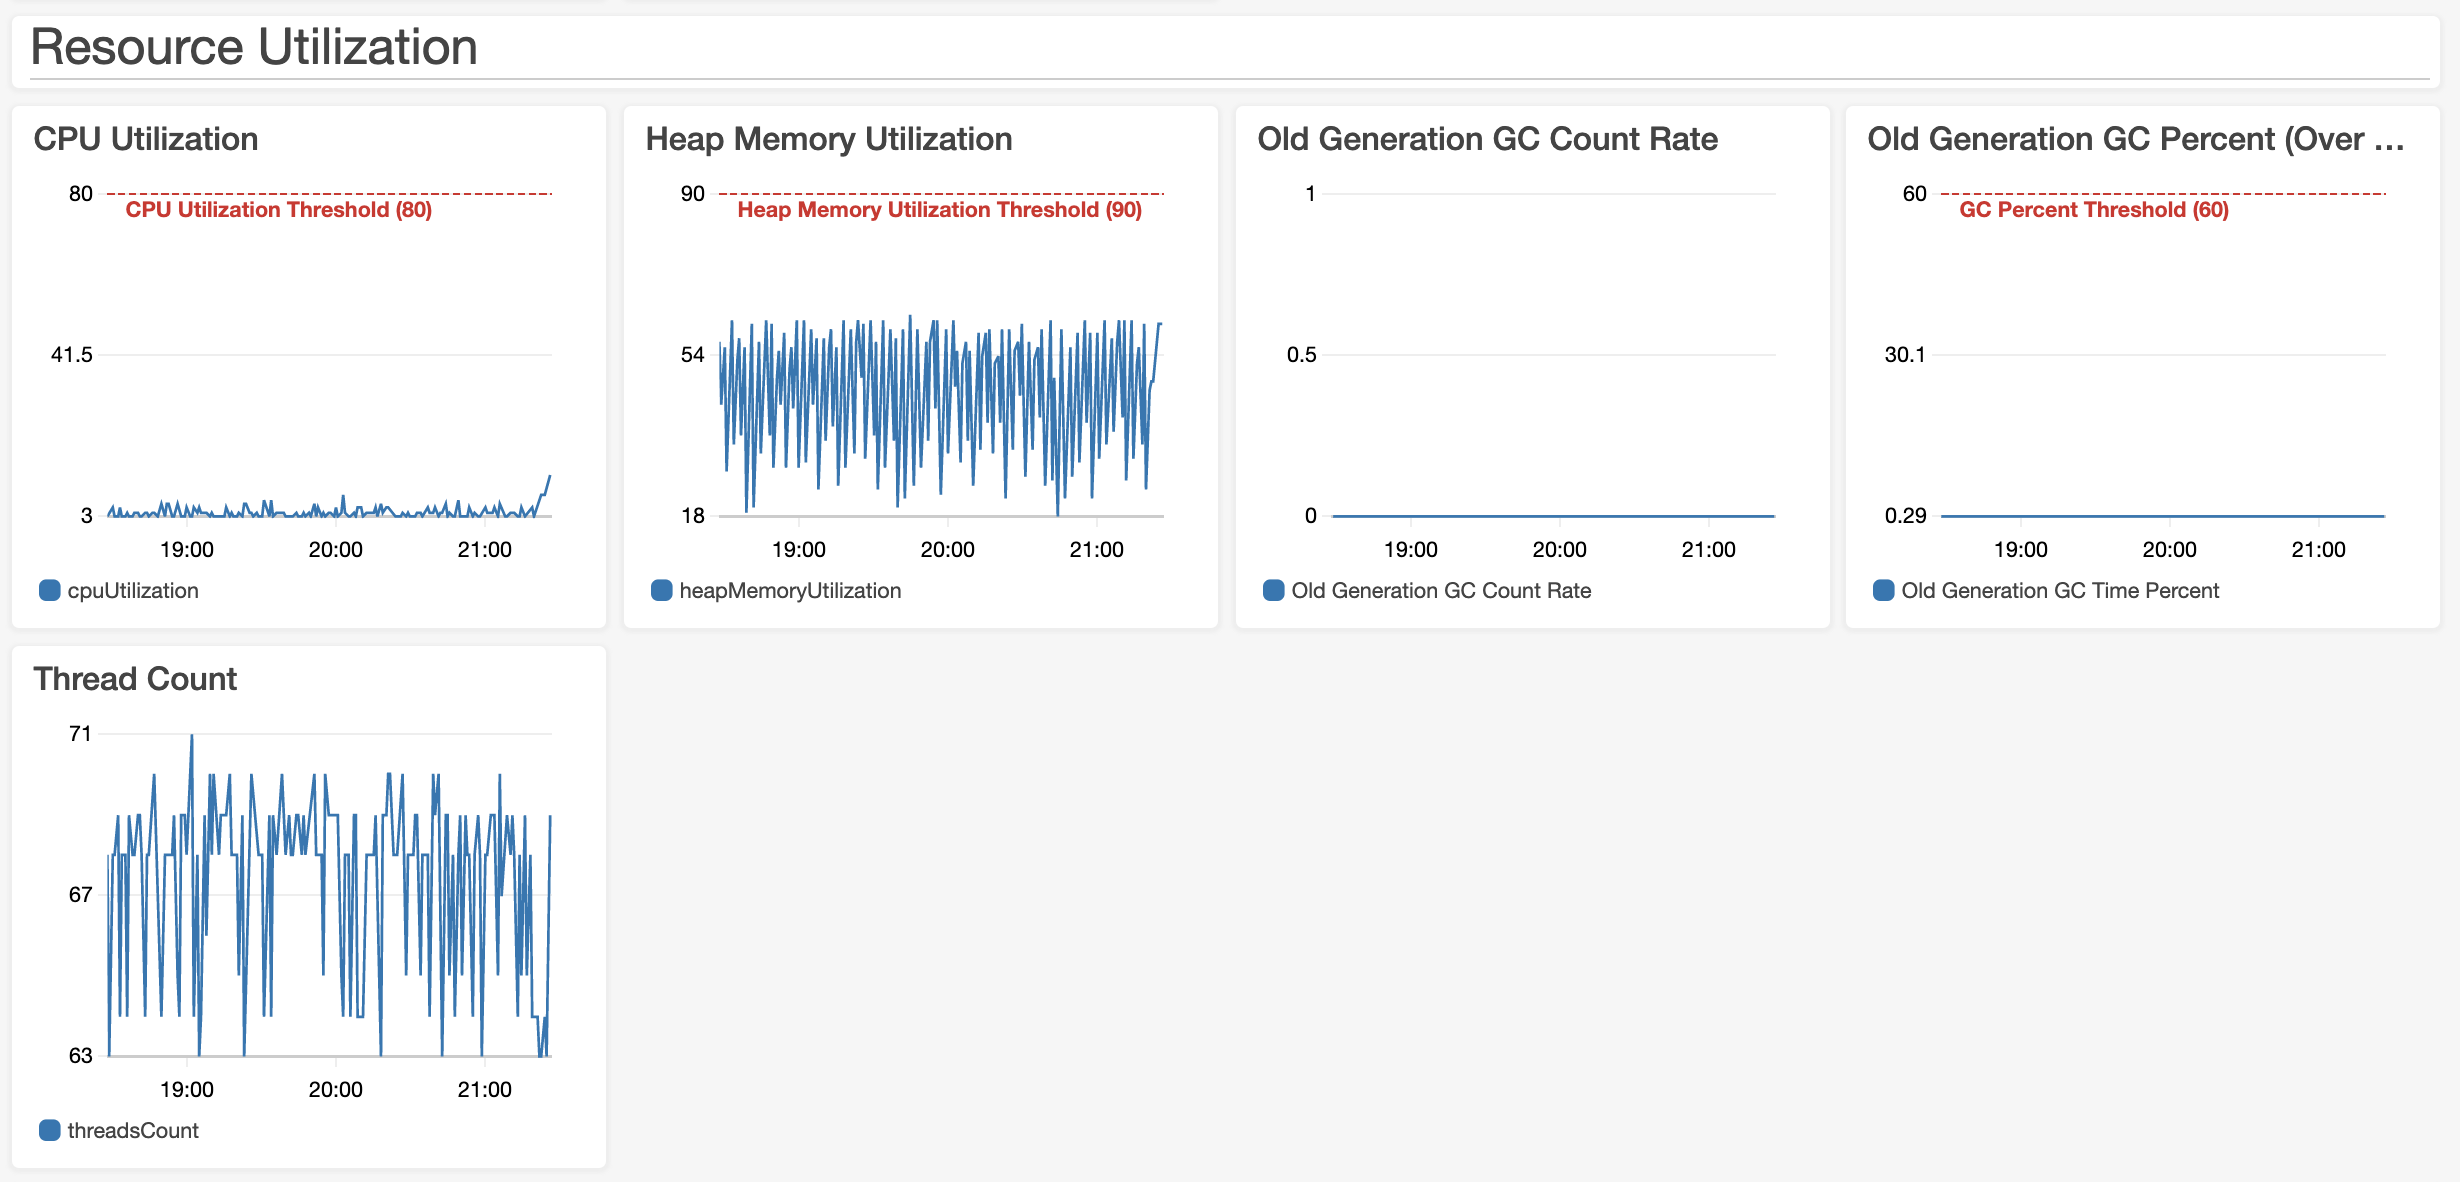 Resource Utilization
CPU Utilization
80
CPU Utilization Threshold (80)
41.5
3
19:00 20:00 21:00
cpuUtilization
Heap Memory Utilization
90
Heap Memory Utilization Threshold (90)
54
18
19:00 20:00 21:00
heapMemoryUtilization
Old Generation GC Count Rate
1
0.5
0
19:00 20:00 21:00
Old Generation GC Count Rate
Old Generation GC Percent (Over ...
60
GC Percent Threshold (60)
30.1
0.29
19:00 20:00 21:00
Old Generation GC Time Percent
Thread Count
71
67
63
19:00 20:00 21:00
threadsCount